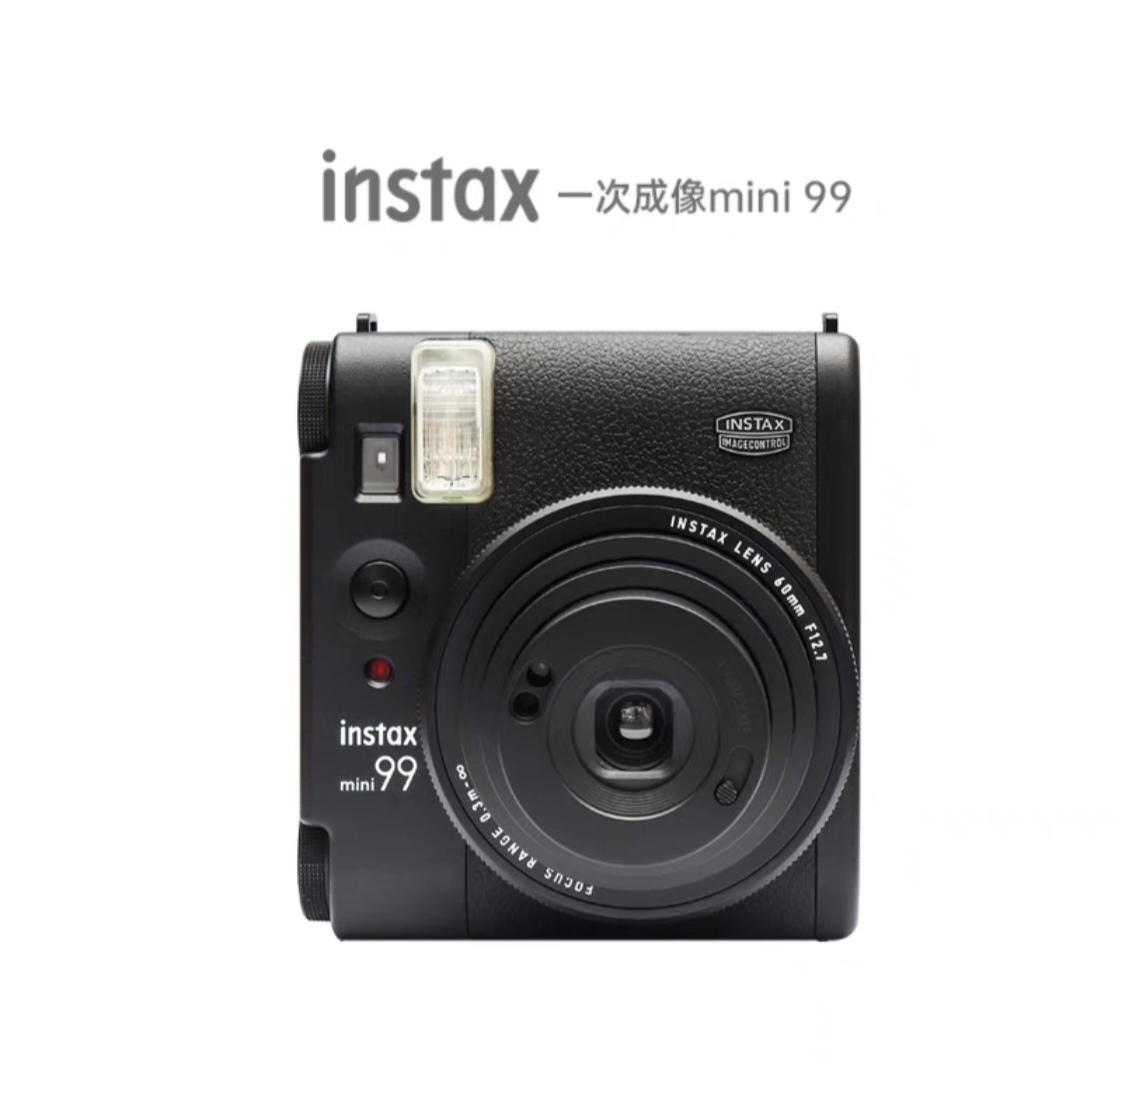 instax 一次成像mini 99
INSTAX
IMAGECONTROL
INSTAX LENS 60mm F12.7
instax
mini 99
FOCUS RANGE 0.3m-∞